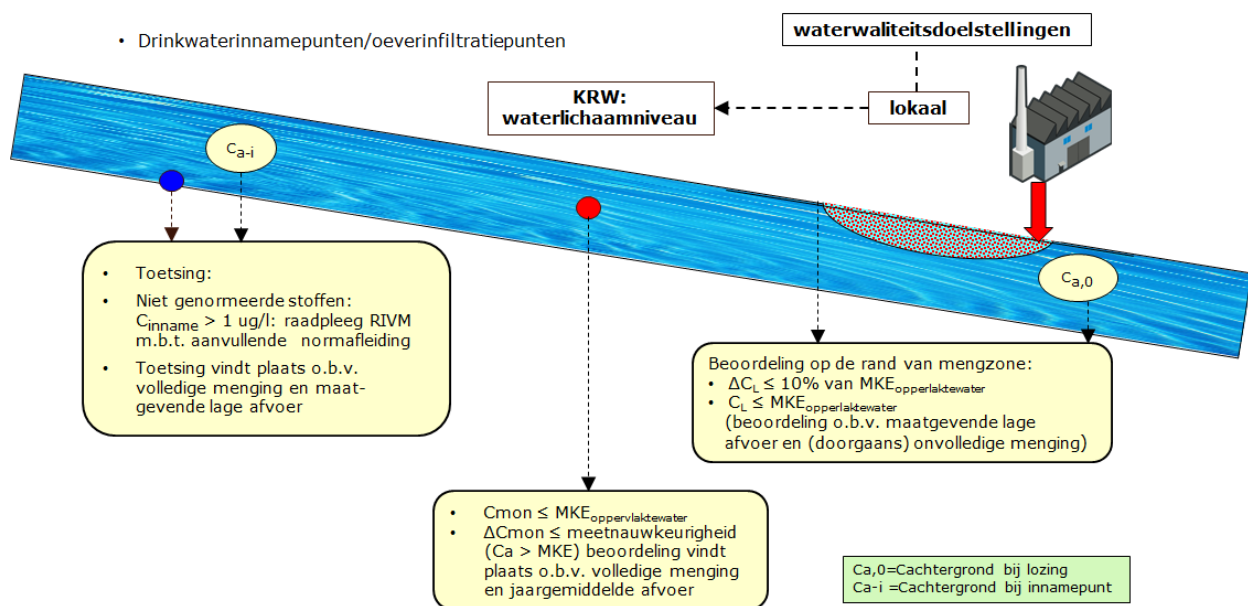 • Drinkwaterinnamepunten/oeverinfiltratiepunten
waterwaliteitsdoelstellingen
KRW:
waterlichaamniveau
lokaal
Ca-i
Ca,0
• Toetsing:
• Niet genormeerde stoffen:
Cinname > 1 ug/l: raadpleeg RIVM
m.b.t. aanvullende normafleiding
• Toetsing vindt plaats o.b.v.
volledige menging en maat-
gevende lage afvoer
Beoordeling op de rand van mengzone:
• ΔCL ≤ 10% van MKEopperlaktewater
• CL ≤ MKEopperlaktewater
(beoordeling o.b.v. maatgevende lage
afvoer en (doorgaans) onvolledige menging)
• Cmon ≤ MKEoppervlaktewater
• ΔCmon ≤ meetnauwkeurigheid
(Ca > MKE) beoordeling vindt
plaats o.b.v. volledige menging
en jaargemiddelde afvoer
Ca,0=Cachtergrond bij lozing
Ca-i =Cachtergrond bij innamepunt